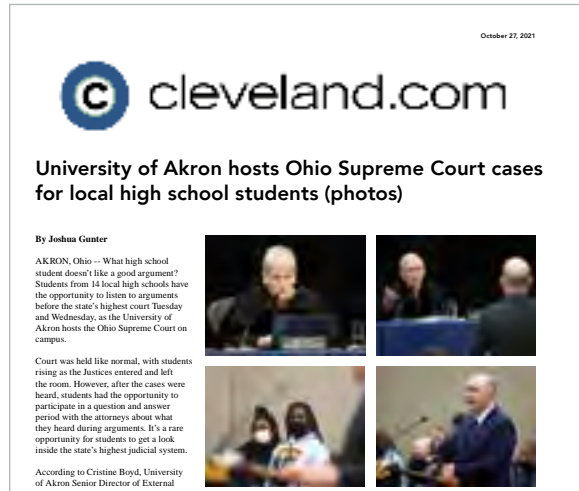 October 27, 2021
c cleveland.com
University of Akron hosts Ohio Supreme Court cases
for local high school students (photos)
By Joshua Gunter
AKRON, Ohio -- What high school
student doesn't like a good argument?
Students from 14 local high schools have
the opportunity to listen to arguments
before the state's highest court Tuesday
and Wednesday, as the University of
Akron hosts the Ohio Supreme Court on
campus.
Court was held like normal, with students
rising as the Justices entered and left
the room. However, after the cases were
heard, students had the opportunity to
participate in a question and answer
period with the attorneys about what
they heard during arguments. It's a rare
opportunity for students to get a look
inside the state's highest judicial system.
According to Cristine Boyd, University
of Akron Senior Director of External